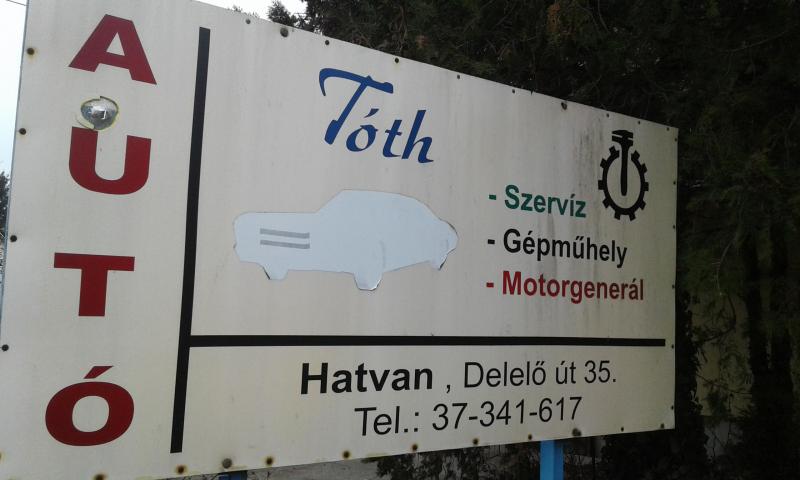 AUTÓ
Tóth
- Szervíz
- Gépműhely
- Motorgenerál
Hatvan , Delelő út 35.
Tel.: 37-341-617